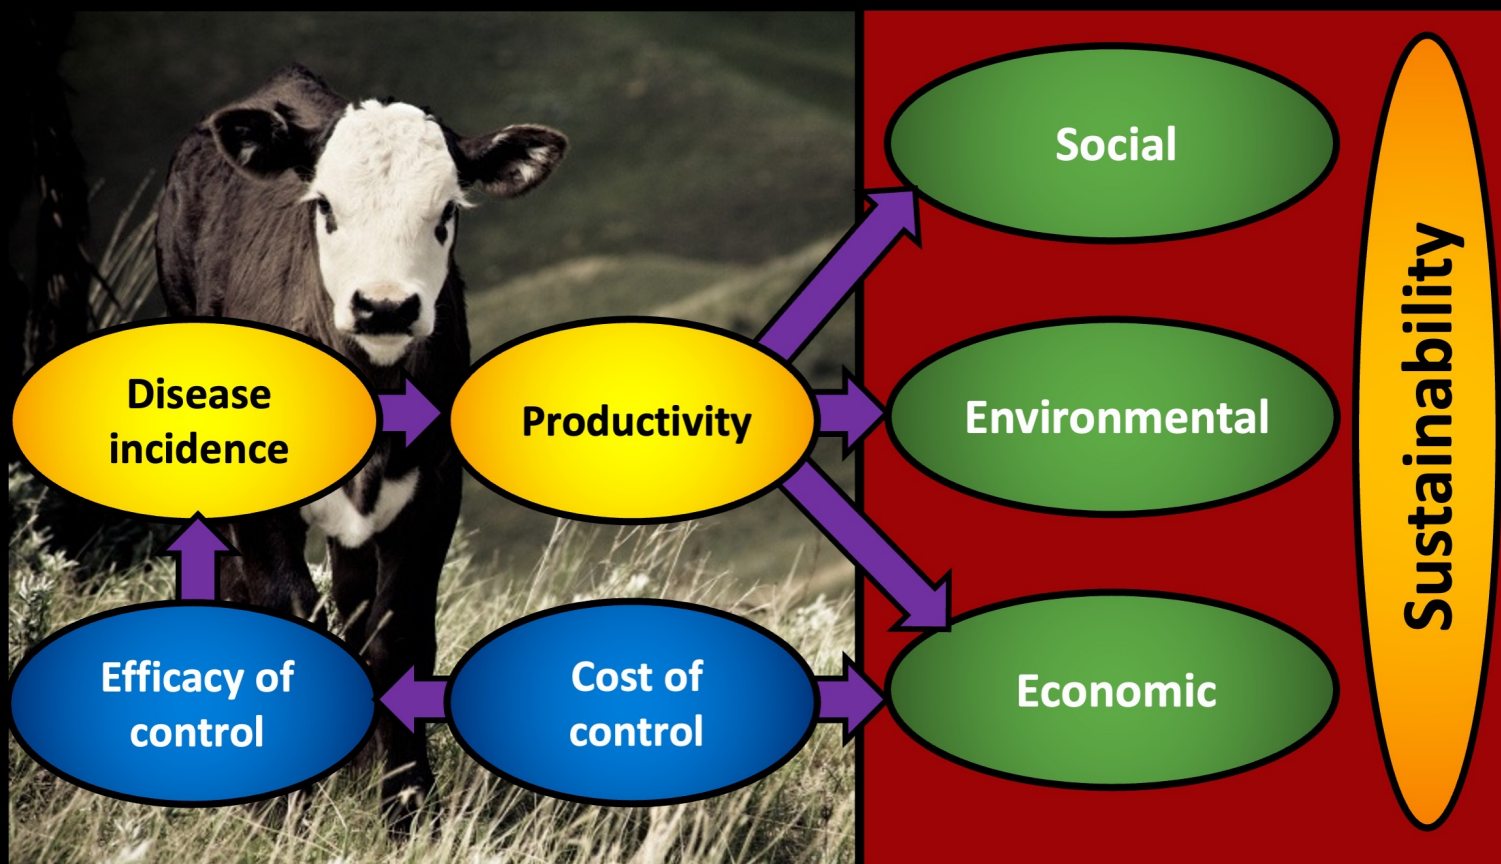 Social
Disease
incidence
Productivity
Environmental
Efficacy of
control
Cost of
control
Economic
Sustainability